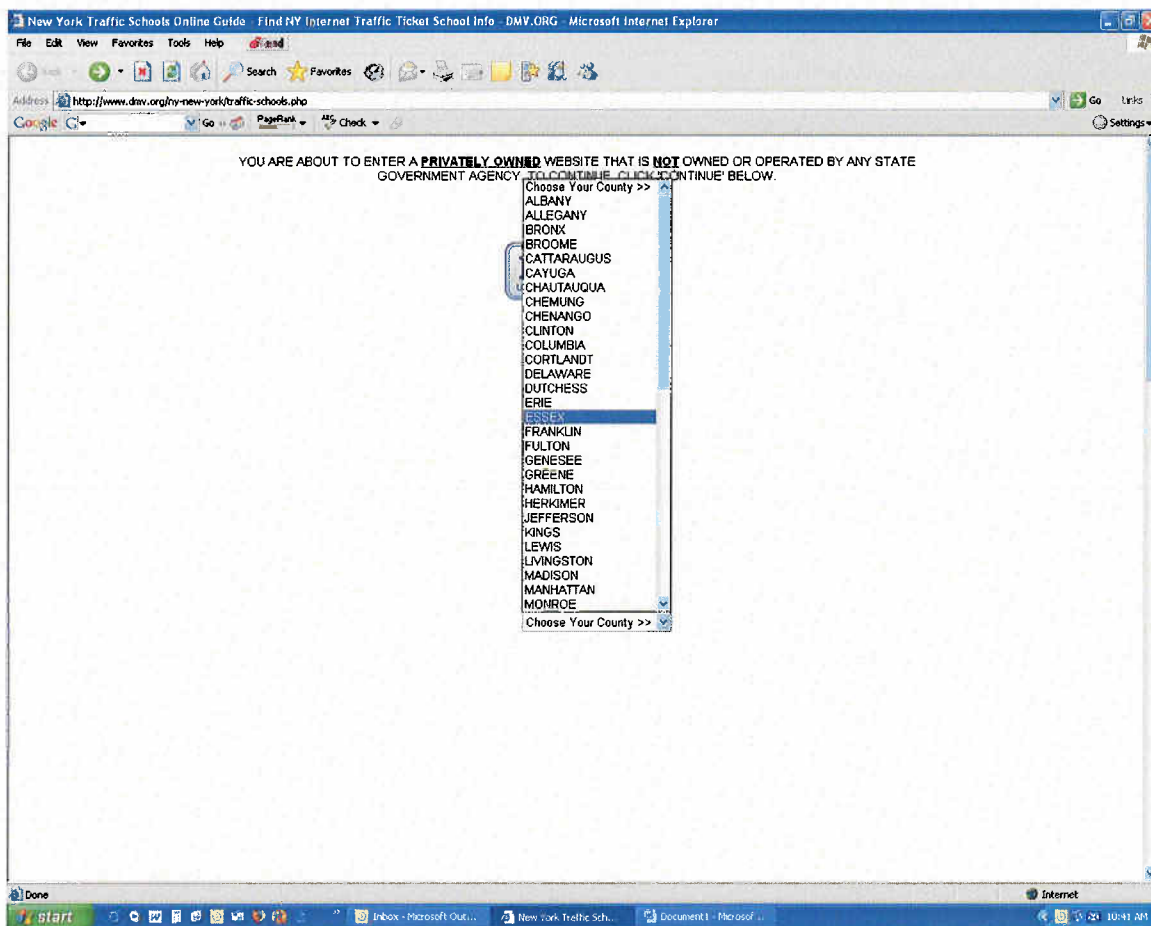 New York Traffic Schools Online Guide - Find NY Internet Traffic Ticket School Info - DMV.ORG - Microsoft Internet Explorer
File Edit View Favorites Tools Help
Search Favorites
Address http://www.dmv.org/ny-new-york/traffic-schools.php Go Links
Google G Go PageRank ABC Check Settings
YOU ARE ABOUT TO ENTER A PRIVATELY OWNED WEBSITE THAT IS NOT OWNED OR OPERATED BY ANY STATE
GOVERNMENT AGENCY. TO CONTINUE, CLICK 'CONTINUE' BELOW.
Choose Your County >>
ALBANY
ALLEGANY
BRONX
BROOME
CATTARAUGUS
CAYUGA
CHAUTAUQUA
CHEMUNG
CHENANGO
CLINTON
COLUMBIA
CORTLANDT
DELAWARE
DUTCHESS
ERIE
ESSEX
FRANKLIN
FULTON
GENESEE
GREENE
HAMILTON
HERKIMER
JEFFERSON
KINGS
LEWIS
LIVINGSTON
MADISON
MANHATTAN
MONROE
Choose Your County >>
Done Internet
start Inbox - Microsoft Out... New York Traffic Sch... Document1 - Microsof... 10:41 AM